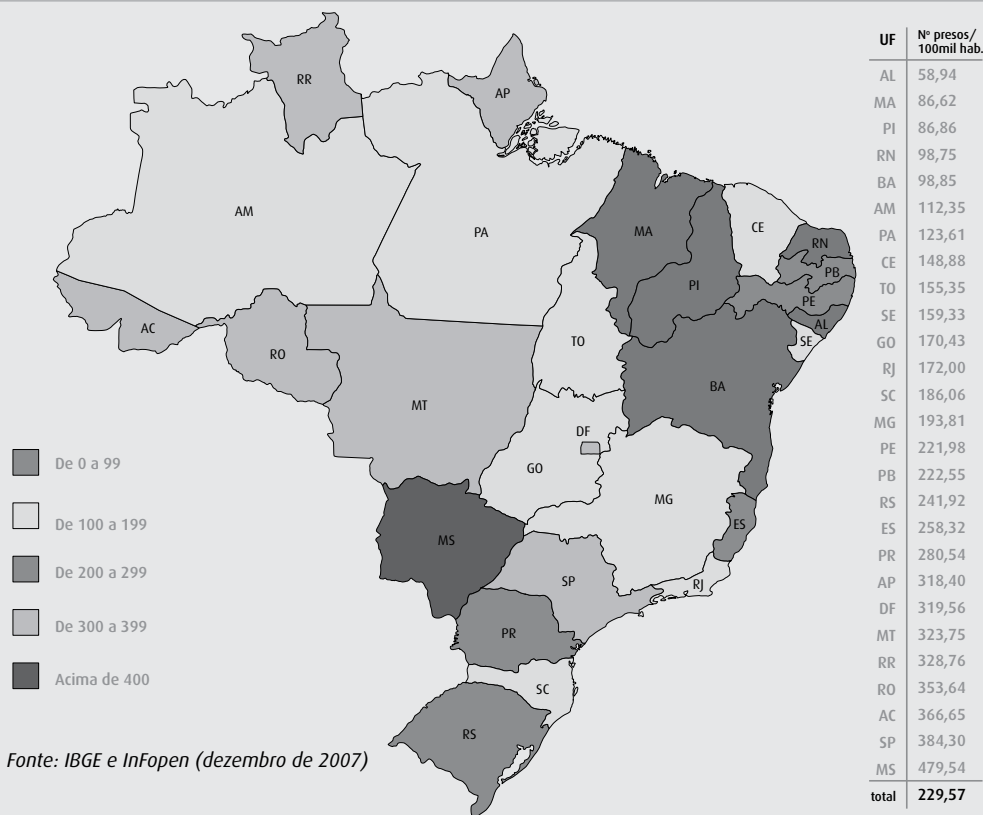 RR
AP
AM
PA
MA
CE
RN
PB
PI
PE
AL
SE
AC
RO
TO
BA
MT
DF
GO
MG
ES
MS
SP
RJ
PR
SC
RS
De 0 a 99
De 100 a 199
De 200 a 299
De 300 a 399
Acima de 400
Fonte: IBGE e InFopen (dezembro de 2007)
UF Nº presos/
100mil hab.
AL 58,94
MA 86,62
PI 86,86
RN 98,75
BA 98,85
AM 112,35
PA 123,61
CE 148,88
TO 155,35
SE 159,33
GO 170,43
RJ 172,00
SC 186,06
MG 193,81
PE 221,98
PB 222,55
RS 241,92
ES 258,32
PR 280,54
AP 318,40
DF 319,56
MT 323,75
RR 328,76
RO 353,64
AC 366,65
SP 384,30
MS 479,54
total 229,57